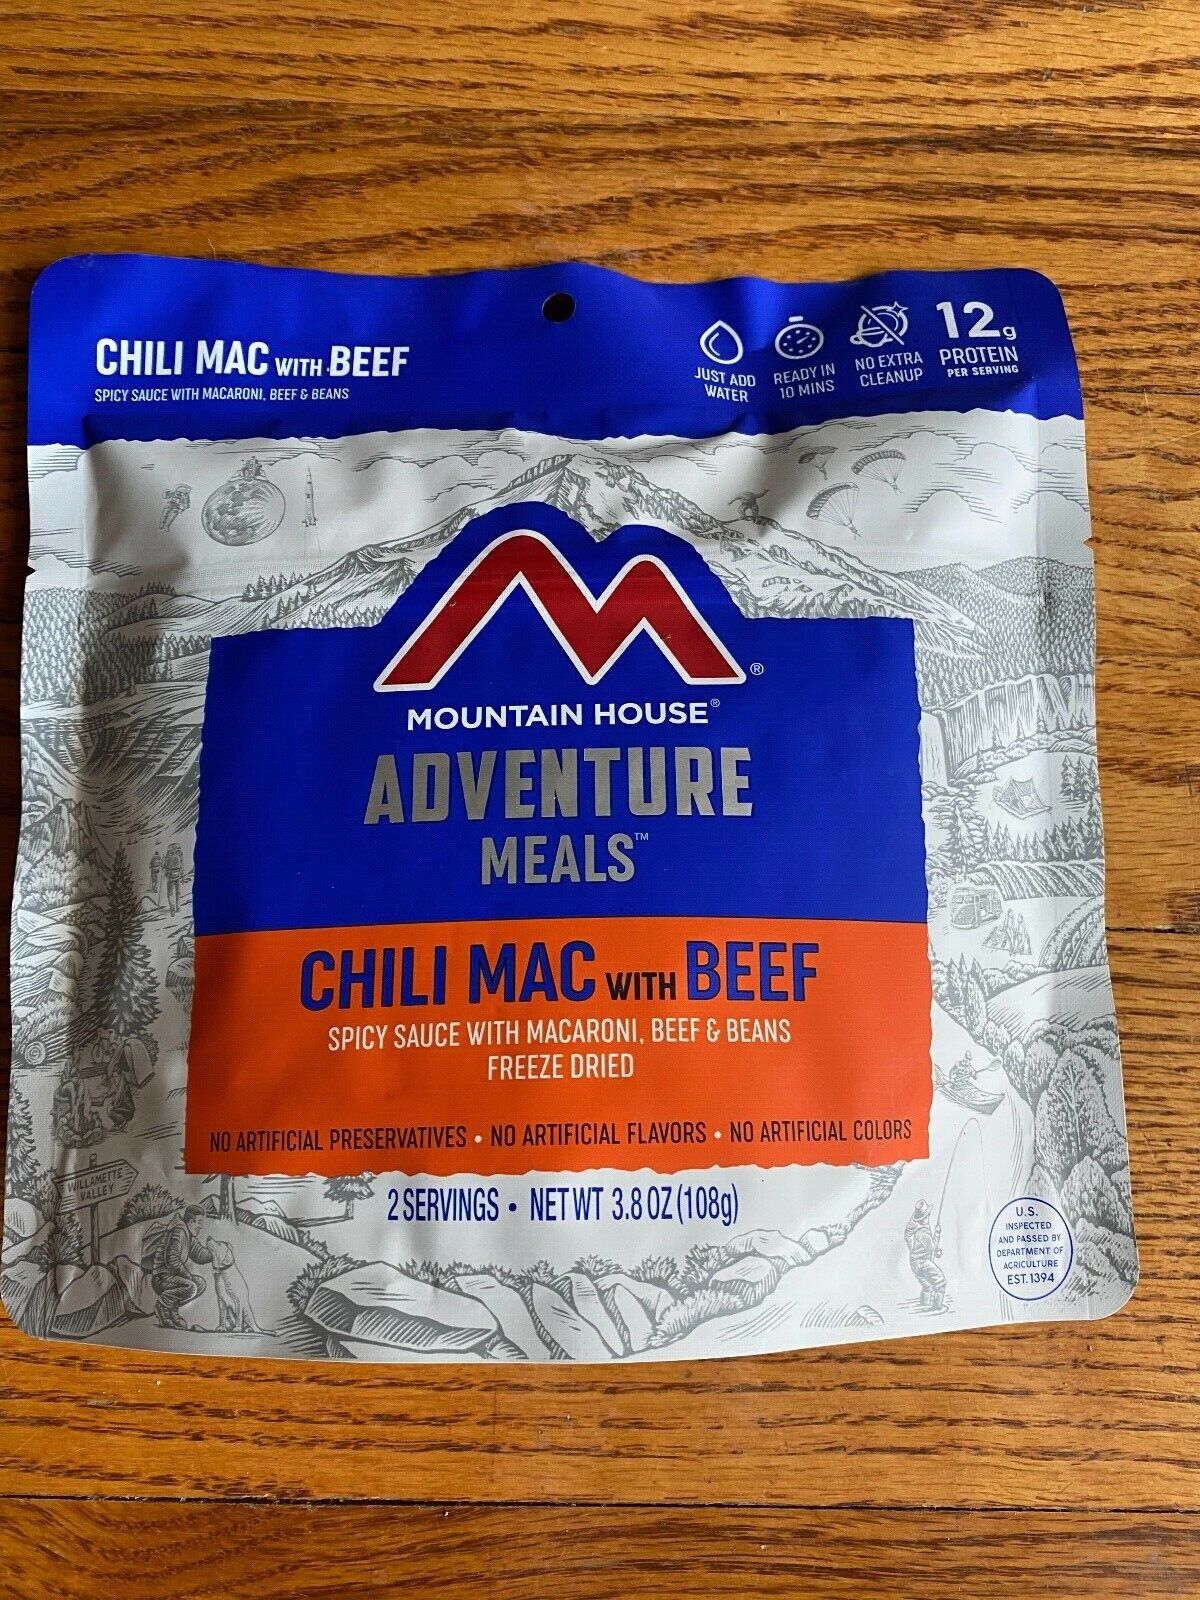 CHILI MAC WITH BEEF
SPICY SAUCE WITH MACARONI, BEEF & BEANS
JUST ADD
WATER
READY IN
10 MINS
NO EXTRA
CLEANUP
12g
PROTEIN
PER SERVING
®
MOUNTAIN HOUSE®
ADVENTURE
MEALS™
CHILI MAC WITH BEEF
SPICY SAUCE WITH MACARONI, BEEF & BEANS
FREEZE DRIED
NO ARTIFICIAL PRESERVATIVES • NO ARTIFICIAL FLAVORS • NO ARTIFICIAL COLORS
WILLAMETTE
VALLEY
2 SERVINGS • NET WT 3.8 OZ (108g)
U.S.
INSPECTED
AND PASSED BY
DEPARTMENT OF
AGRICULTURE
EST. 1394